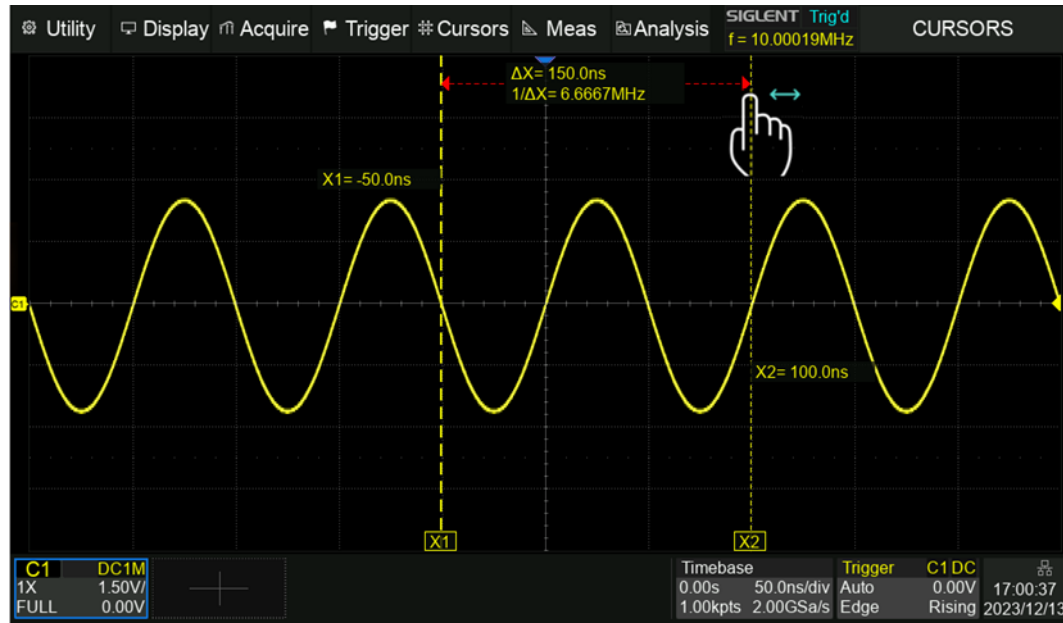 Utility Display Acquire Trigger Cursors Meas Analysis SIGLENT Trig'd CURSORS
f = 10.00019MHz
ΔX= 150.0ns
1/ΔX= 6.6667MHz
X1= -50.0ns
C1
X2= 100.0ns
X1 X2
C1 DC1M Timebase Trigger C1 DC
1X 1.50V/ 0.00s 50.0ns/div Auto 0.00V 17:00:37
FULL 0.00V 1.00kpts 2.00GSa/s Edge Rising 2023/12/13